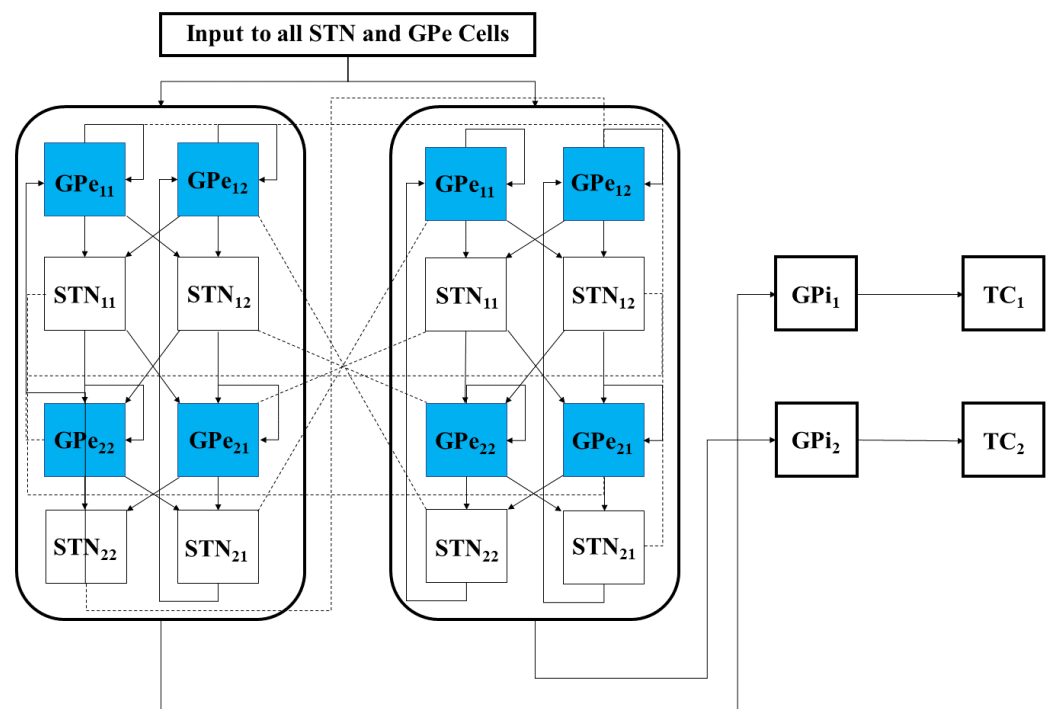 Input to all STN and GPe Cells
GPe₁₁ GPe₁₂
STN₁₁ STN₁₂
GPe₂₂ GPe₂₁
STN₂₂ STN₂₁
GPe₁₁ GPe₁₂
STN₁₁ STN₁₂
GPe₂₂ GPe₂₁
STN₂₂ STN₂₁
GPi₁ TC₁
GPi₂ TC₂